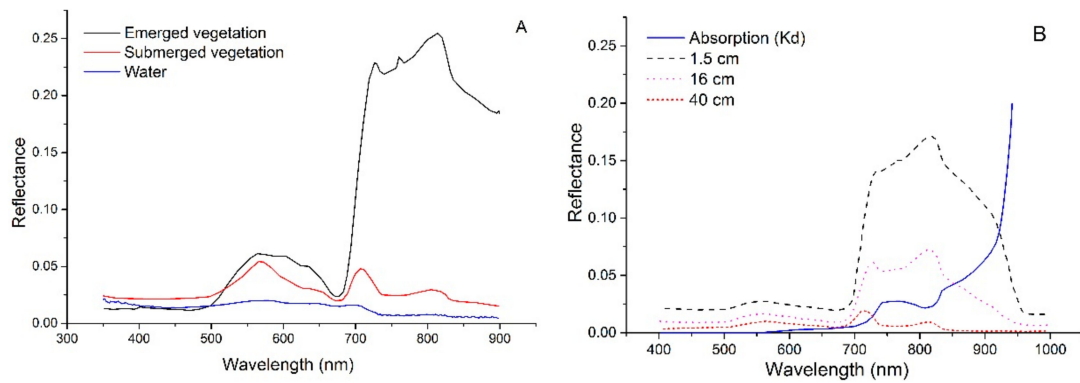 A
Emerged vegetation
Submerged vegetation
Water
0.25
0.20
0.15
0.10
0.05
0.00
300 400 500 600 700 800 900
Reflectance
Wavelength (nm)
B
Absorption (Kd)
1.5 cm
16 cm
40 cm
0.25
0.20
0.15
0.10
0.05
0.00
400 500 600 700 800 900 1000
Reflectance
Wavelength (nm)